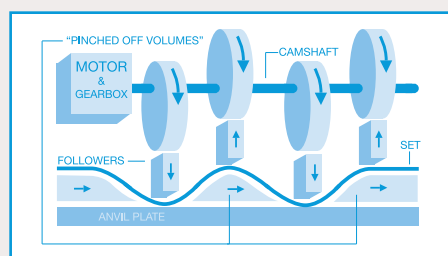 "PINCHED OFF VOLUMES"
MOTOR
&
GEARBOX
CAMSHAFT
FOLLOWERS
SET
ANVIL PLATE